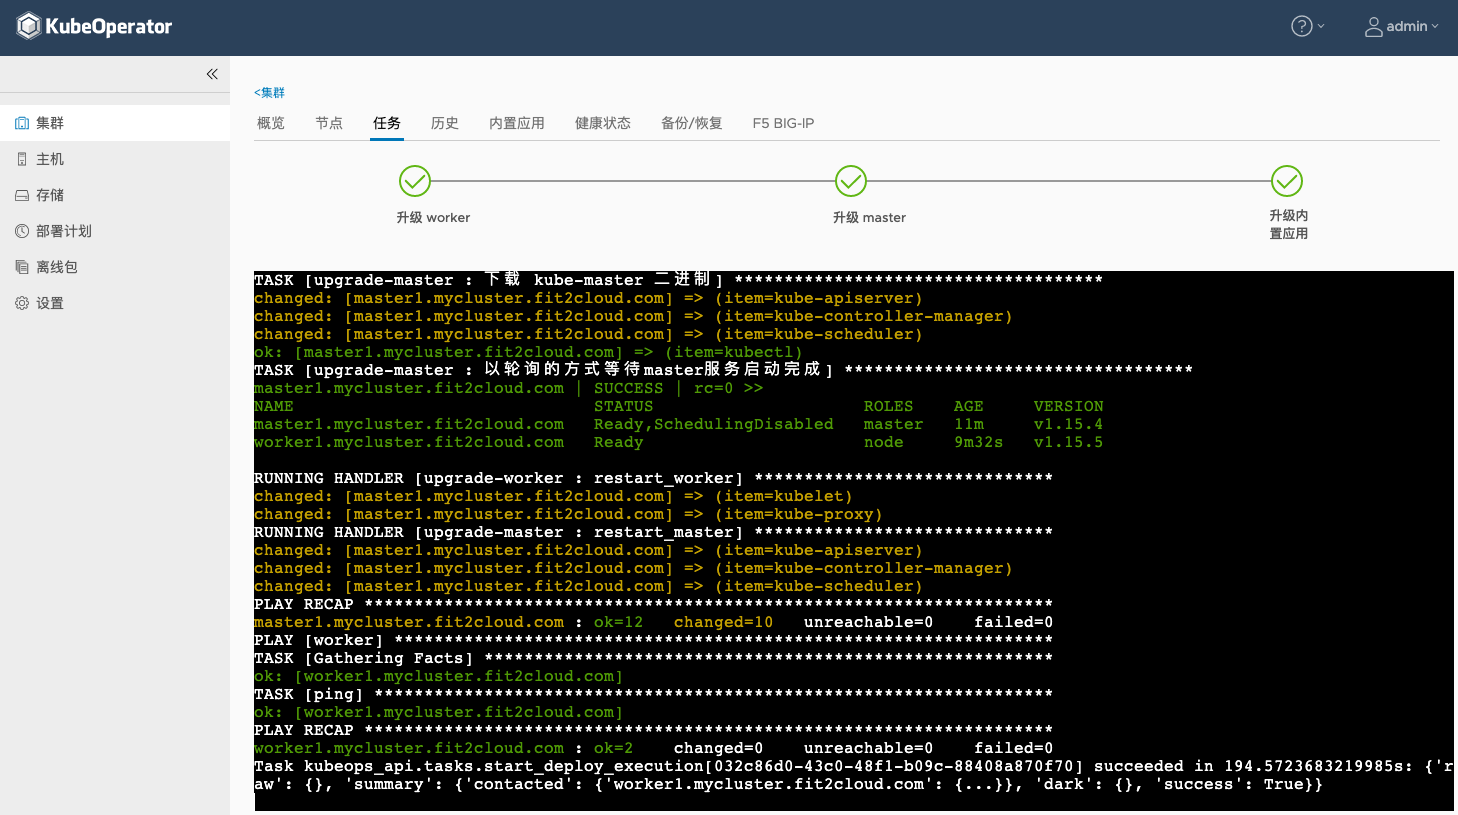 KubeOperator
? admin
<集群
集群
主机
存储
部署计划
离线包
设置
概览 节点 任务 历史 内置应用 健康状态 备份/恢复 F5 BIG-IP
升级 worker
升级 master
升级内
置应用
TASK [upgrade-master : 下载 kube-master 二进制] *************************************
changed: [master1.mycluster.fit2cloud.com] => (item=kube-apiserver)
changed: [master1.mycluster.fit2cloud.com] => (item=kube-controller-manager)
changed: [master1.mycluster.fit2cloud.com] => (item=kube-scheduler)
ok: [master1.mycluster.fit2cloud.com] => (item=kubectl)
TASK [upgrade-master : 以轮询的方式等待master服务启动完成] ***********************************
master1.mycluster.fit2cloud.com | SUCCESS | rc=0 >>
NAME STATUS ROLES AGE VERSION
master1.mycluster.fit2cloud.com Ready,SchedulingDisabled master 11m v1.15.4
worker1.mycluster.fit2cloud.com Ready node 9m32s v1.15.5
RUNNING HANDLER [upgrade-worker : restart_worker] ******************************
changed: [master1.mycluster.fit2cloud.com] => (item=kubelet)
changed: [master1.mycluster.fit2cloud.com] => (item=kube-proxy)
RUNNING HANDLER [upgrade-master : restart_master] ******************************
changed: [master1.mycluster.fit2cloud.com] => (item=kube-apiserver)
changed: [master1.mycluster.fit2cloud.com] => (item=kube-controller-manager)
changed: [master1.mycluster.fit2cloud.com] => (item=kube-scheduler)
PLAY RECAP *********************************************************************
master1.mycluster.fit2cloud.com : ok=12 changed=10 unreachable=0 failed=0
PLAY [worker] ******************************************************************
TASK [Gathering Facts] *********************************************************
ok: [worker1.mycluster.fit2cloud.com]
TASK [ping] ********************************************************************
ok: [worker1.mycluster.fit2cloud.com]
PLAY RECAP *********************************************************************
worker1.mycluster.fit2cloud.com : ok=2 changed=0 unreachable=0 failed=0
Task kubeops_api.tasks.start_deploy_execution[032c86d0-43c0-48f1-b09c-88408a870f70] succeeded in 194.5723683219985s: {'r
aw': {}, 'summary': {'contacted': {'worker1.mycluster.fit2cloud.com': {...}}, 'dark': {}, 'success': True}}